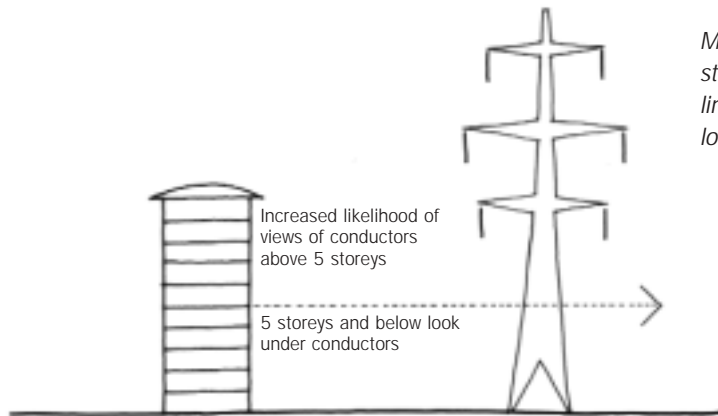 Increased likelihood of
views of conductors
above 5 storeys
5 storeys and below look
under conductors